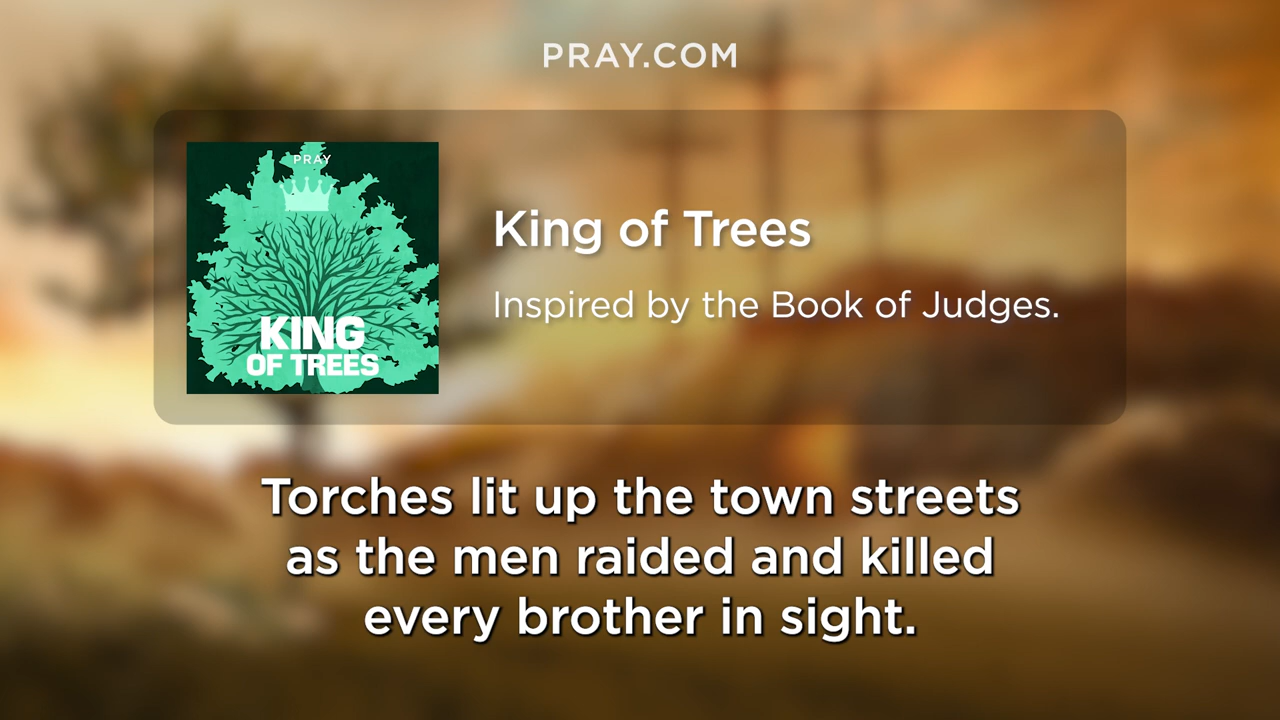 PRAY.COM
PRAY
KING
OF TREES
King of Trees
Inspired by the Book of Judges.
Torches lit up the town streets
as the men raided and killed
every brother in sight.